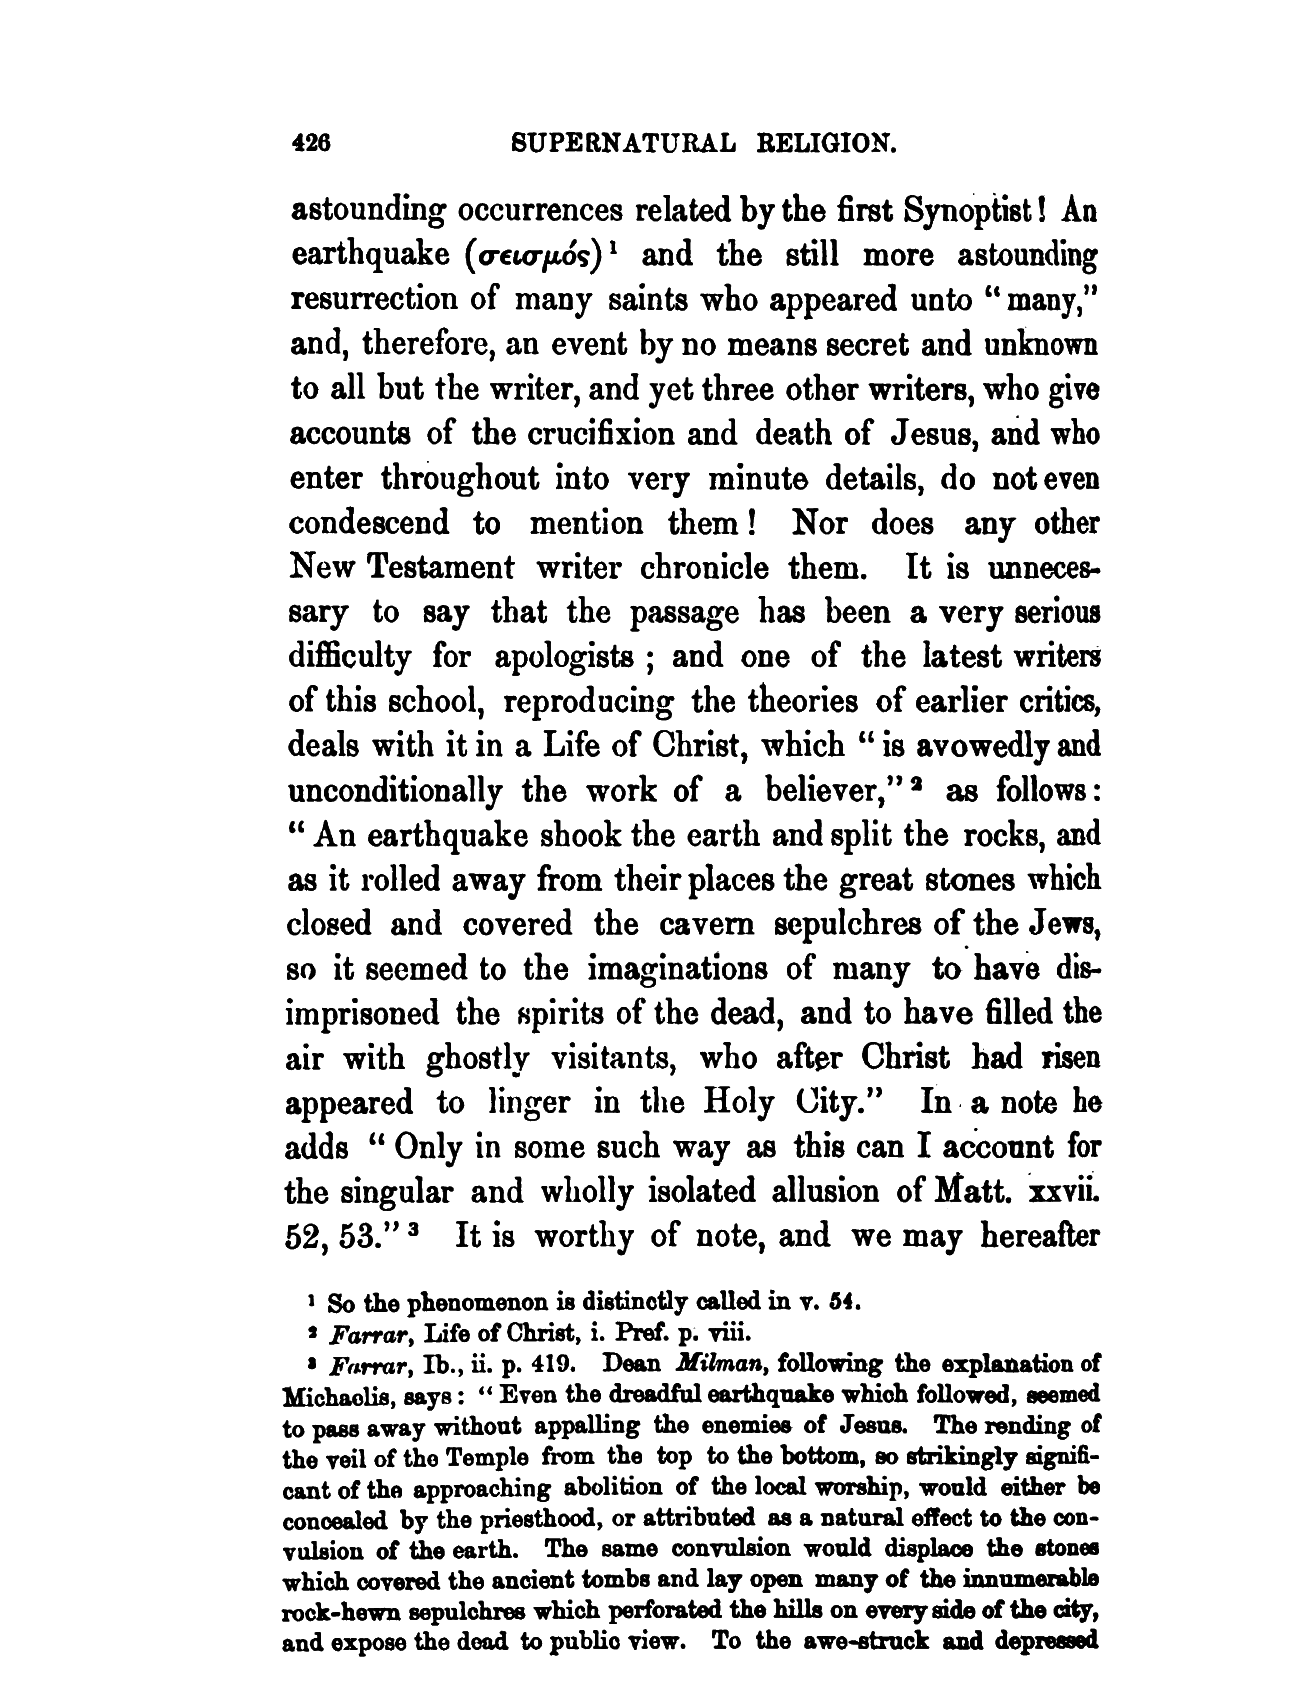 426 SUPERNATURAL RELIGION.
astounding occurrences related by the first Synoptist! An
earthquake (σεισμός)¹ and the still more astounding
resurrection of many saints who appeared unto “many,”
and, therefore, an event by no means secret and unknown
to all but the writer, and yet three other writers, who give
accounts of the crucifixion and death of Jesus, and who
enter throughout into very minute details, do not even
condescend to mention them! Nor does any other
New Testament writer chronicle them. It is unneces-
sary to say that the passage has been a very serious
difficulty for apologists; and one of the latest writers
of this school, reproducing the theories of earlier critics,
deals with it in a Life of Christ, which “is avowedly and
unconditionally the work of a believer,”² as follows:
“An earthquake shook the earth and split the rocks, and
as it rolled away from their places the great stones which
closed and covered the cavern sepulchres of the Jews,
so it seemed to the imaginations of many to have dis-
imprisoned the spirits of the dead, and to have filled the
air with ghostly visitants, who after Christ had risen
appeared to linger in the Holy City.” In a note he
adds “Only in some such way as this can I account for
the singular and wholly isolated allusion of Matt. xxvii.
52, 53.”³ It is worthy of note, and we may hereafter
¹ So the phenomenon is distinctly called in v. 54.
² Farrar, Life of Christ, i. Pref. p. viii.
³ Farrar, Ib., ii. p. 419. Dean Milman, following the explanation of
Michaelis, says: “Even the dreadful earthquake which followed, seemed
to pass away without appalling the enemies of Jesus. The rending of
the veil of the Temple from the top to the bottom, so strikingly signifi-
cant of the approaching abolition of the local worship, would either be
concealed by the priesthood, or attributed as a natural effect to the con-
vulsion of the earth. The same convulsion would displace the stones
which covered the ancient tombs and lay open many of the innumerable
rock-hewn sepulchres which perforated the hills on every side of the city,
and expose the dead to public view. To the awe-struck and depressed